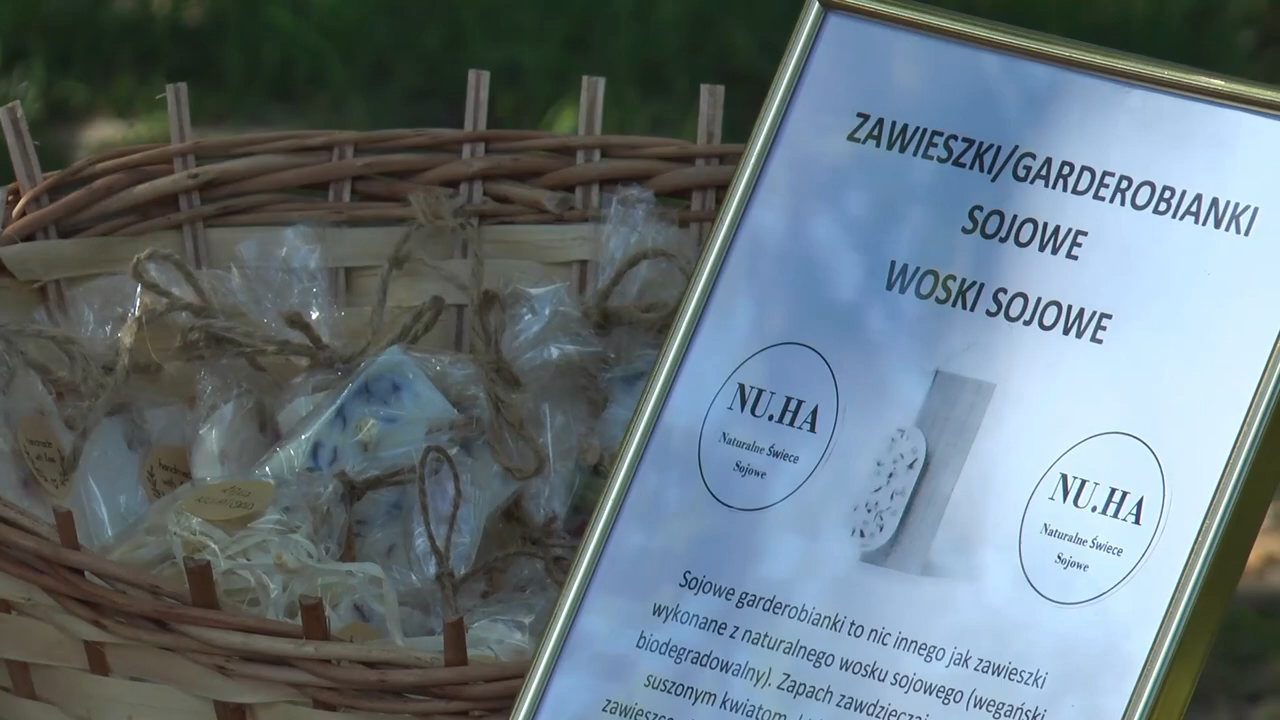 ZAWIESZKI/GARDEROBIANKI
SOJOWE
WOSKI SOJOWE
NU.HA
Naturalne Świece
Sojowe
NU.HA
Naturalne Świece
Sojowe
Sojowe garderobianki to nic innego jak zawieszki
wykonane z naturalnego wosku sojowego (wegański
biodegradowalny). Zapach zawdzięczaj
suszonym kwiatom